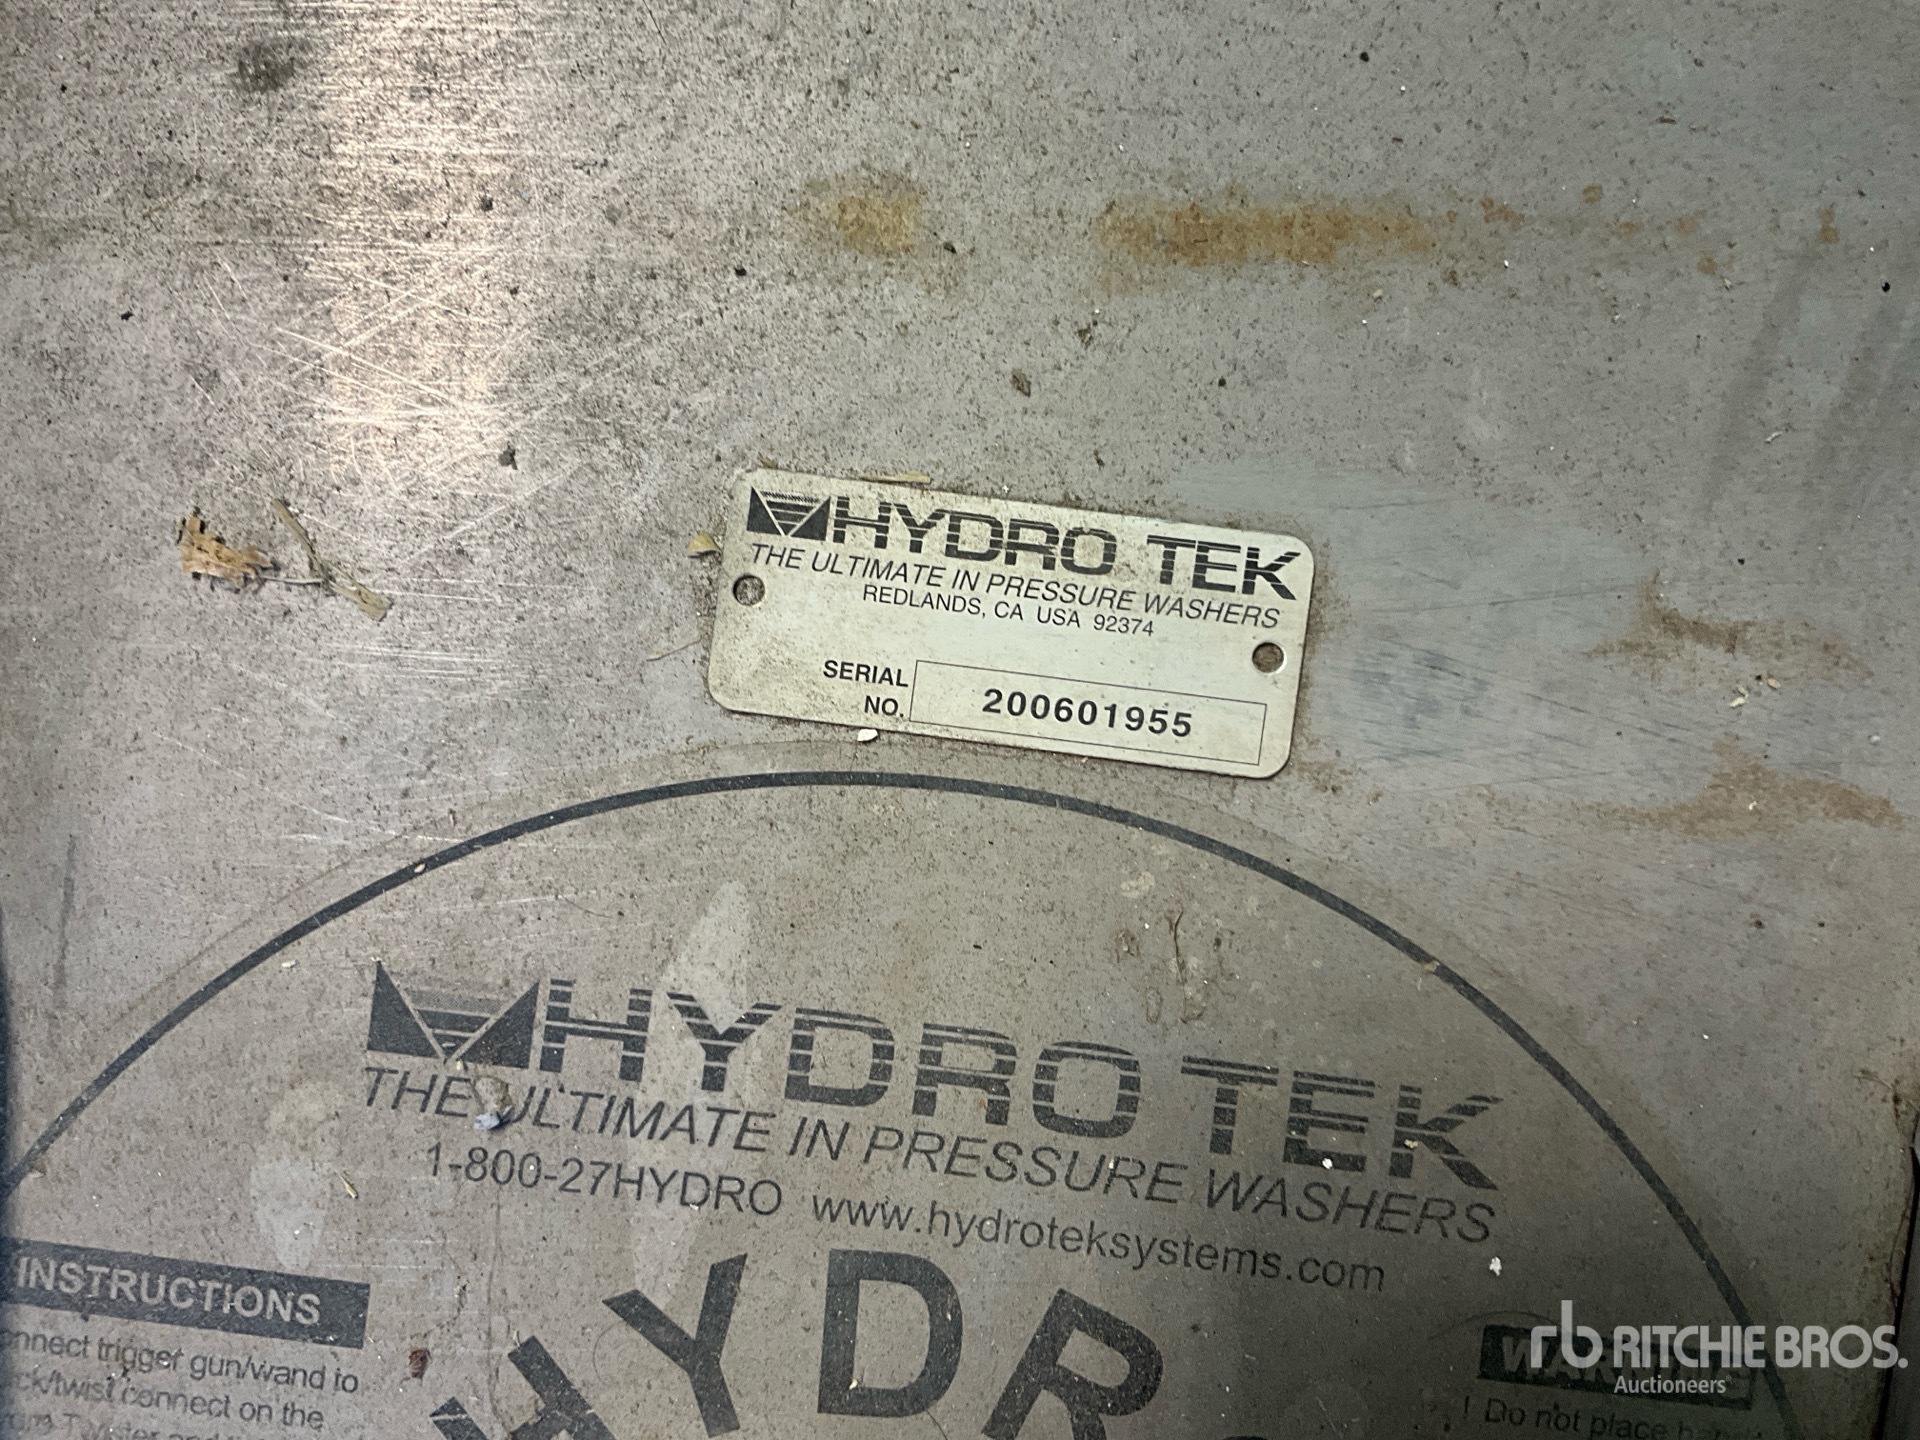 HYDRO TEK
THE ULTIMATE IN PRESSURE WASHERS
REDLANDS, CA USA 92374
SERIAL NO. 200601955
HYDRO TEK
THE ULTIMATE IN PRESSURE WASHERS
1-800-27HYDRO www.hydroteksystems.com
HYDR
INSTRUCTIONS
nnect trigger gun/wand to
ck/twist connect on the
! Do not place
rb RITCHIE BROS.
Auctioneers